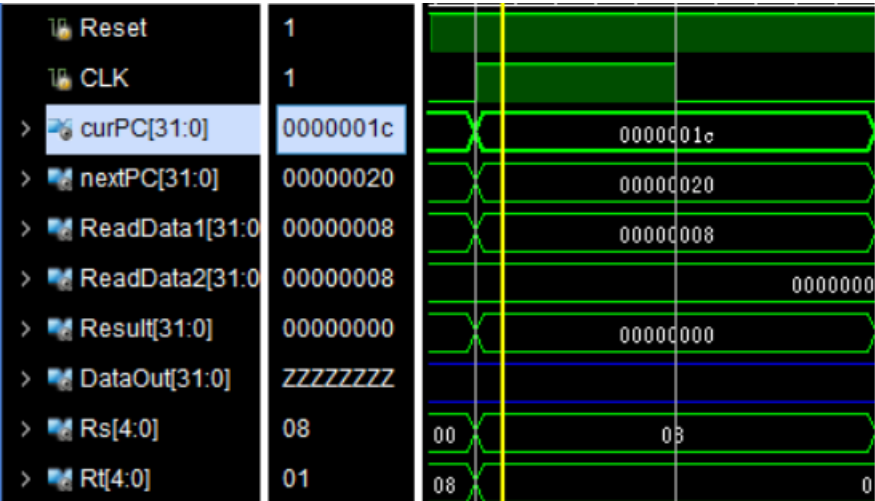 Reset 1
CLK 1
curPC[31:0] 0000001c 0000001c
nextPC[31:0] 00000020 00000020
ReadData1[31:0 00000008 00000008
ReadData2[31:0 00000008 0000000
Result[31:0] 00000000 00000000
DataOut[31:0] ZZZZZZZZ
Rs[4:0] 08 00 08
Rt[4:0] 01 08 0